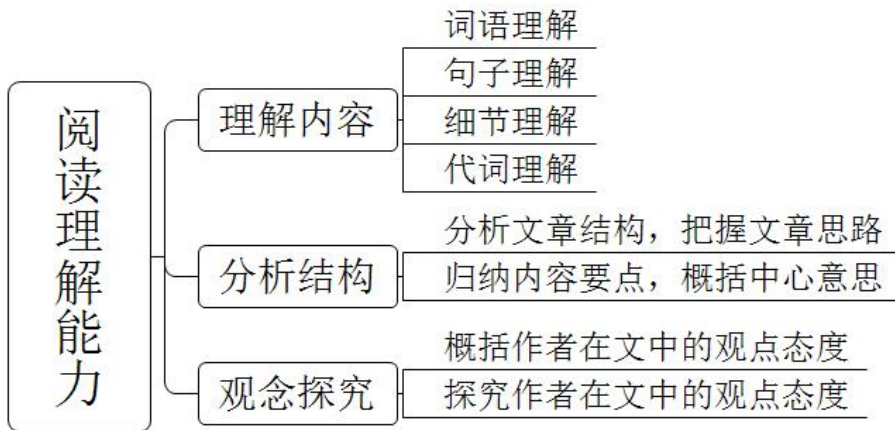 阅读理解能力
理解内容
词语理解
句子理解
细节理解
代词理解
分析结构
分析文章结构，把握文章思路
归纳内容要点，概括中心意思
观念探究
概括作者在文中的观点态度
探究作者在文中的观点态度